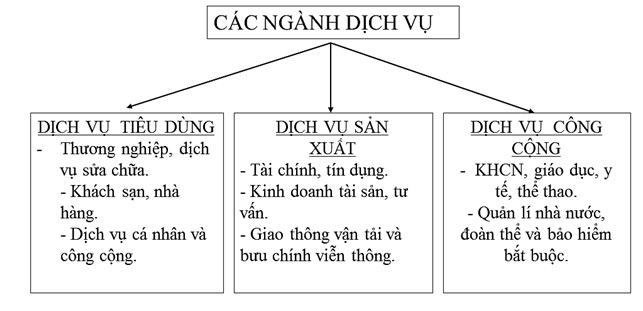 CÁC NGÀNH DỊCH VỤ
DỊCH VỤ TIÊU DÙNG
- Thương nghiệp, dịch
vụ sửa chữa.
- Khách sạn, nhà
hàng.
- Dịch vụ cá nhân và
công cộng.
DỊCH VỤ SẢN
XUẤT
- Tài chính, tín dụng.
- Kinh doanh tài sản, tư
vấn.
- Giao thông vận tải và
bưu chính viễn thông.
DỊCH VỤ CÔNG
CỘNG
- KHCN, giáo dục, y
tế, thể thao.
- Quản lí nhà nước,
đoàn thể và bảo hiểm
bắt buộc.